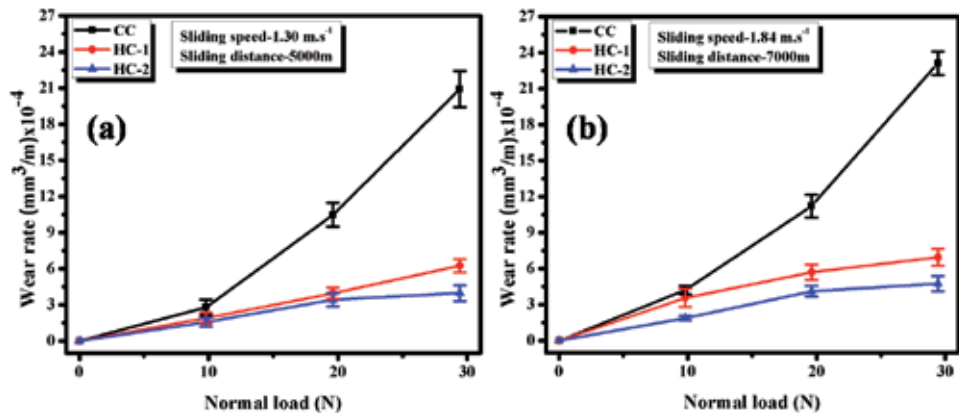 27
24
21
18
15
12
9
6
3
0
Wear rate (mm³/m)x10⁻⁴
CC
HC-1
HC-2
Sliding speed-1.30 m.s⁻¹
Sliding distance-5000m
(a)
0 10 20 30
Normal load (N)
27
24
21
18
15
12
9
6
3
0
Wear rate (mm³/m)x10⁻⁴
CC
HC-1
HC-2
Sliding speed-1.84 m.s⁻¹
Sliding distance-7000m
(b)
0 10 20 30
Normal load (N)